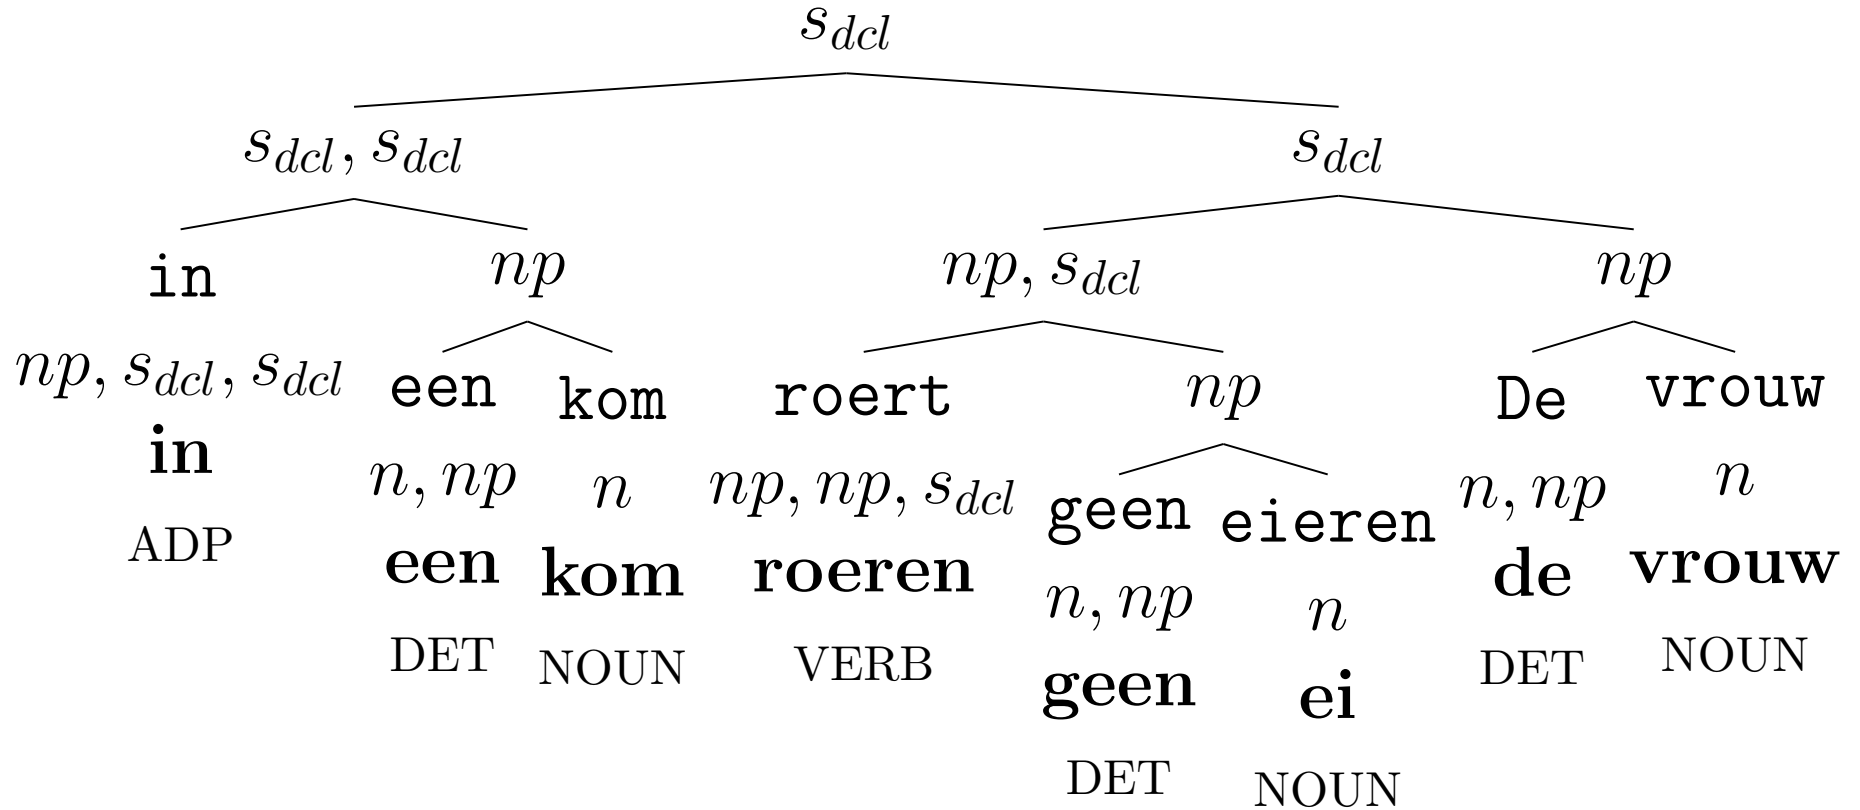 s_dcl
s_dcl, s_dcl s_dcl
in np np, s_dcl np
np, s_dcl, s_dcl een kom roert np De vrouw
in n, np n np, np, s_dcl geen eieren n, np n
ADP een kom roeren n, np n de vrouw
DET NOUN VERB geen ei DET NOUN
DET NOUN